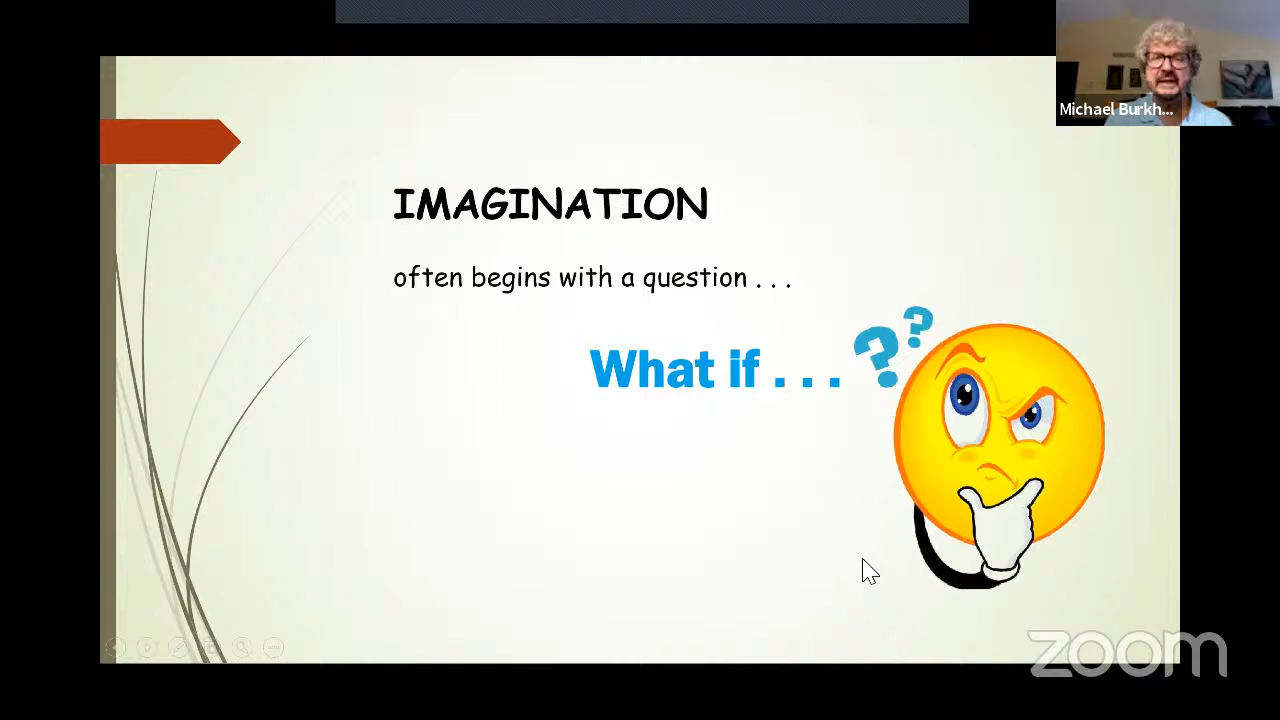 Michael Burkh...
IMAGINATION
often begins with a question . . .
? ?
What if . . .
zoom